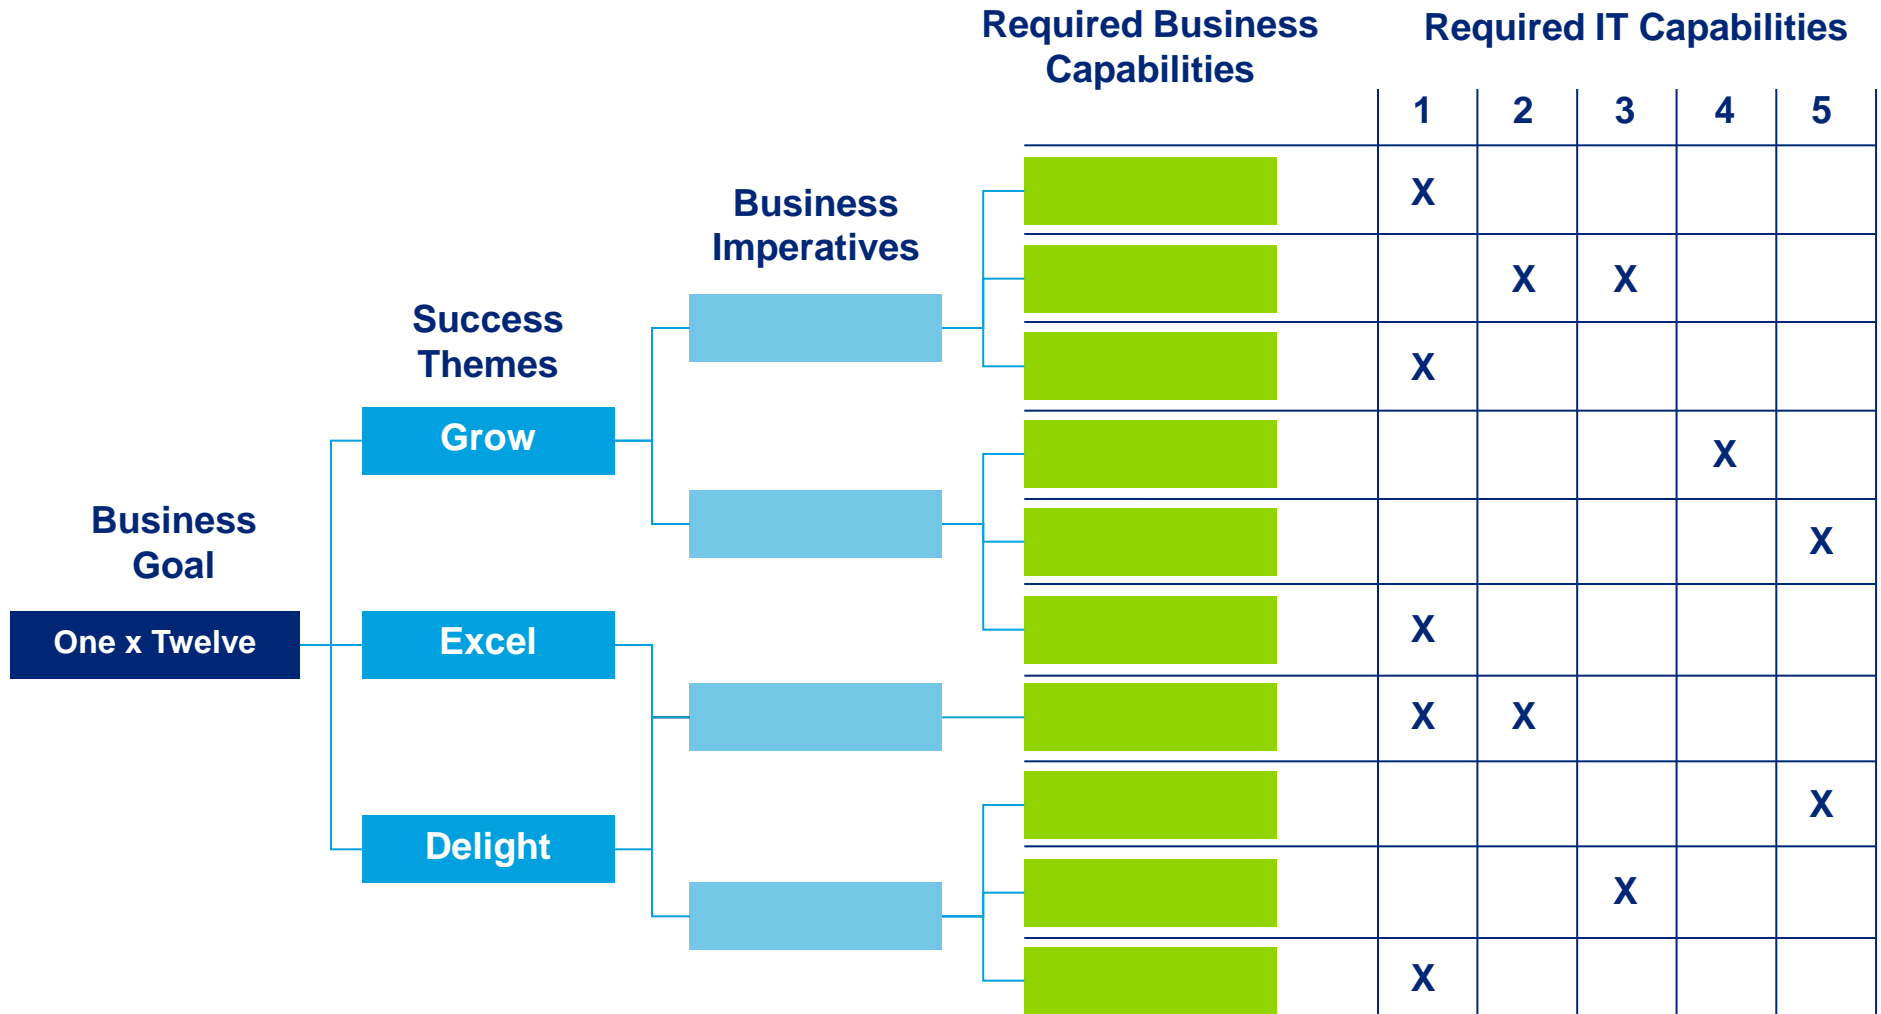 Required Business
Capabilities
Required IT Capabilities
1 2 3 4 5
X
Business
Imperatives
X X
Success
Themes
X
Grow
X
Business
Goal
X
One x Twelve
Excel
X
X X
X
Delight
X
X